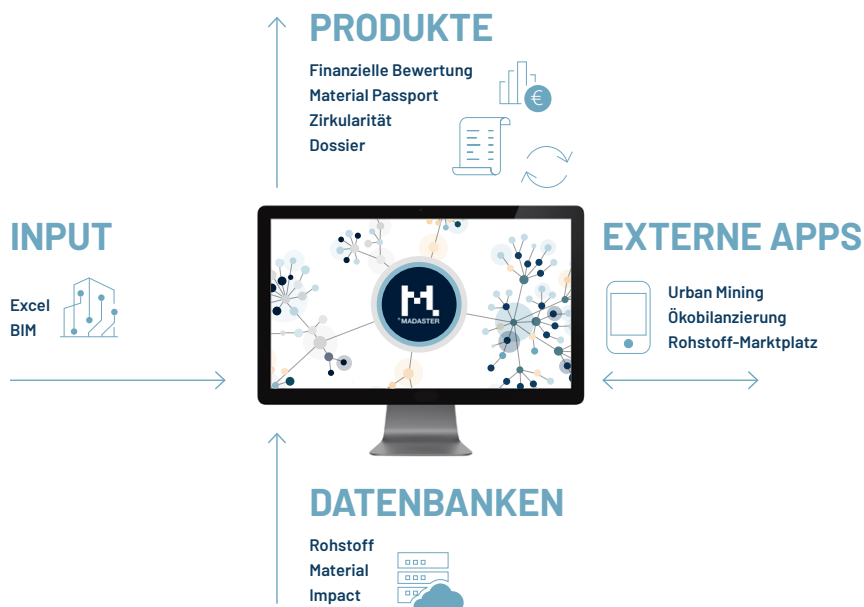 PRODUKTE
Finanzielle Bewertung
Material Passport
Zirkularität
Dossier
€
INPUT
Excel
BIM
M.
MADASTER
EXTERNE APPS
Urban Mining
Ökobilanzierung
Rohstoff-Marktplatz
DATENBANKEN
Rohstoff
Material
Impact